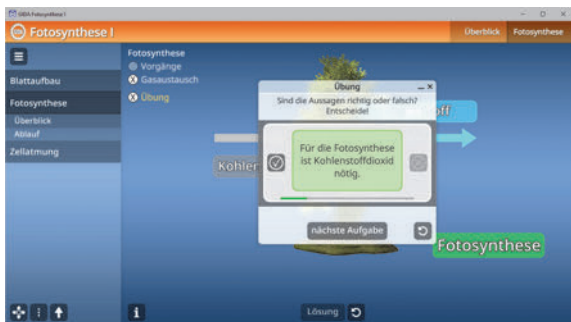 GIDA Fotosynthese I
Fotosynthese I
Überblick
Fotosynthese
Blattaufbau
Fotosynthese
Überblick
Ablauf
Zellatmung
Fotosynthese
Vorgänge
Gasaustausch
Übung
Übung
Sind die Aussagen richtig oder falsch?
Entscheide!
Für die Fotosynthese
ist Kohlenstoffdioxid
nötig.
nächste Aufgabe
Kohlen
off
Fotosynthese
Lösung